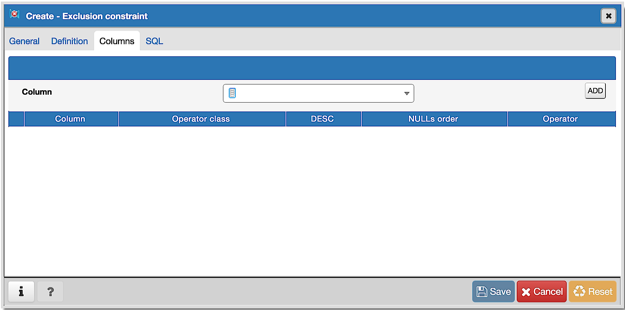 Create - Exclusion constraint
General Definition Columns SQL
Column ADD
Column Operator class DESC NULLs order Operator
i ? Save Cancel Reset